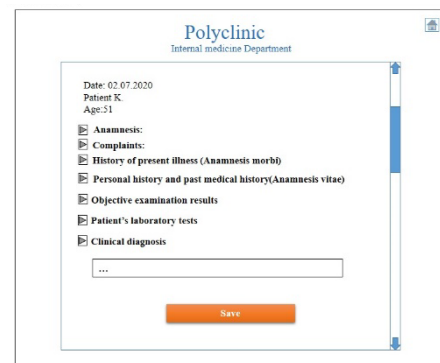 Polyclinic
Internal medicine Department
Date: 02.07.2020
Patient K.
Age:51
Anamnesis:
Complaints:
History of present illness (Anamnesis morbi)
Personal history and past medical history(Anamnesis vitae)
Objective examination results
Patient's laboratory tests
Clinical diagnosis
...
Save